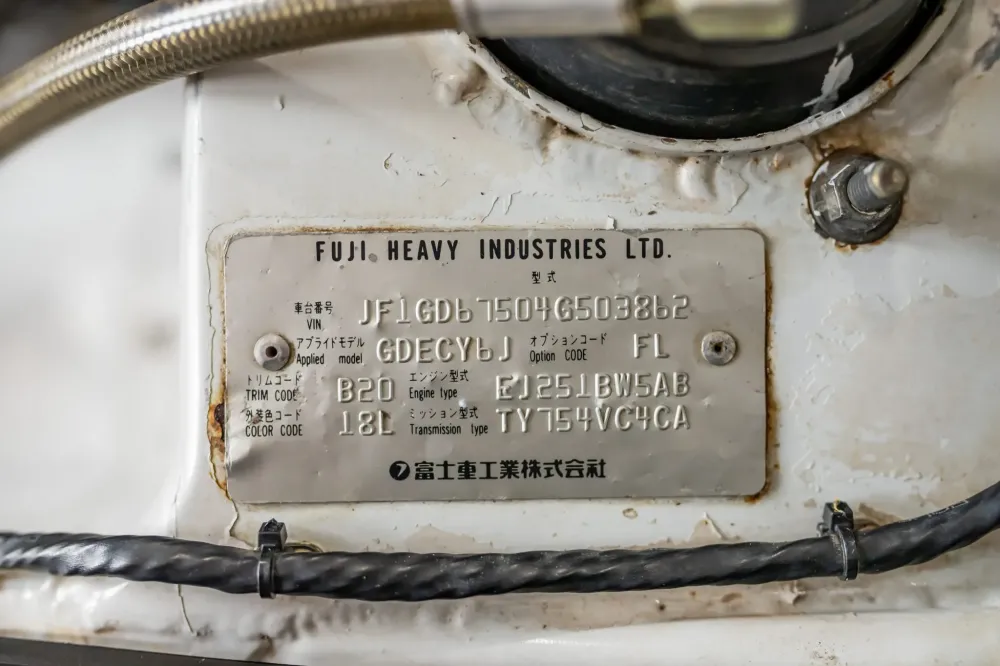 FUJI HEAVY INDUSTRIES LTD.
型式
車台番号 VIN JF1GD67504G503862
アプライドモデル Applied model GDECY6J オプションコード Option CODE FL
トリムコード TRIM CODE B20 エンジン型式 Engine type EJ251BW5AB
外装色コード COLOR CODE 18L ミッション型式 Transmission type TY754VC4CA
富士重工業株式会社